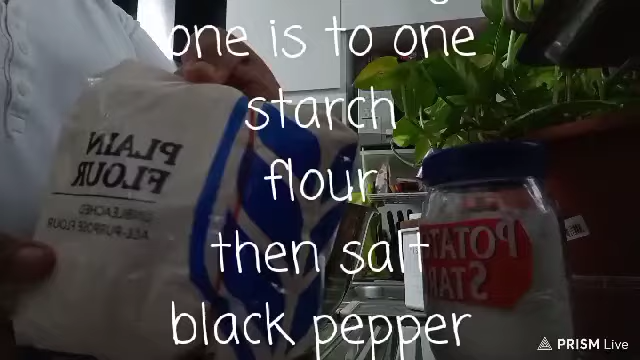 one is to one
starch
flour
then salt
black pepper
PLAIN
FLOUR
UNBLEACHED
ALL-PURPOSE FLOUR
POTATO
STAR
PRISM Live